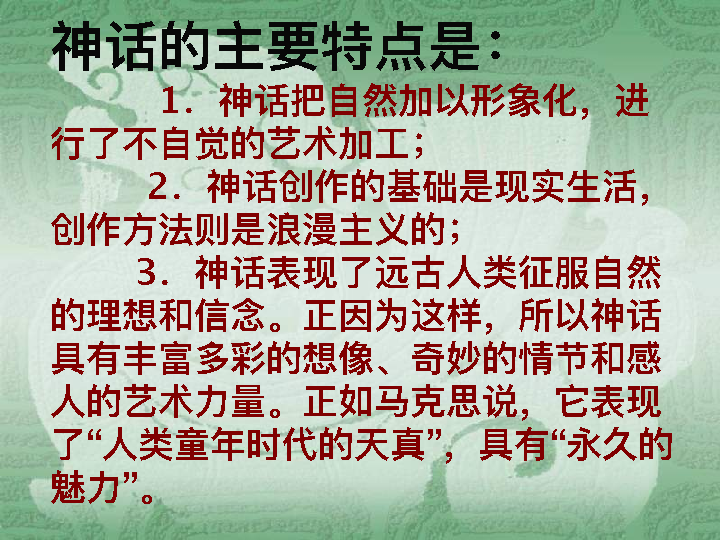 神话的主要特点是：
1．神话把自然加以形象化，进
行了不自觉的艺术加工；
2．神话创作的基础是现实生活，
创作方法则是浪漫主义的；
3．神话表现了远古人类征服自然
的理想和信念。正因为这样，所以神话
具有丰富多彩的想像、奇妙的情节和感
人的艺术力量。正如马克思说，它表现
了“人类童年时代的天真”，具有“永久的
魅力”。